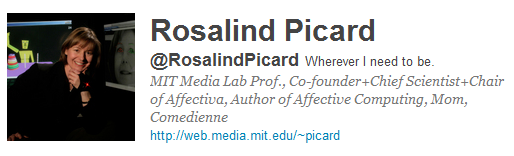 Rosalind Picard
@RosalindPicard Wherever I need to be.
MIT Media Lab Prof., Co-founder+Chief Scientist+Chair
of Affectiva, Author of Affective Computing, Mom,
Comedienne
http://web.media.mit.edu/~picard